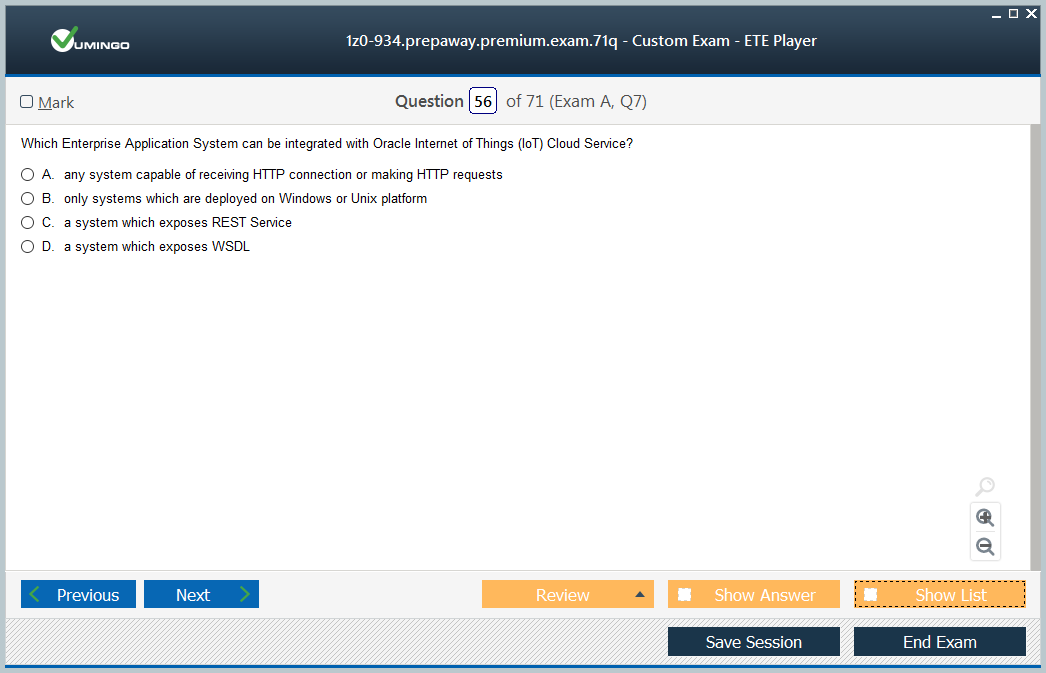 VUMINGO
1z0-934.prepaway.premium.exam.71q - Custom Exam - ETE Player
Mark
Question 56 of 71 (Exam A, Q7)
Which Enterprise Application System can be integrated with Oracle Internet of Things (IoT) Cloud Service?
A. any system capable of receiving HTTP connection or making HTTP requests
B. only systems which are deployed on Windows or Unix platform
C. a system which exposes REST Service
D. a system which exposes WSDL
Previous Next Review Show Answer Show List
Save Session End Exam